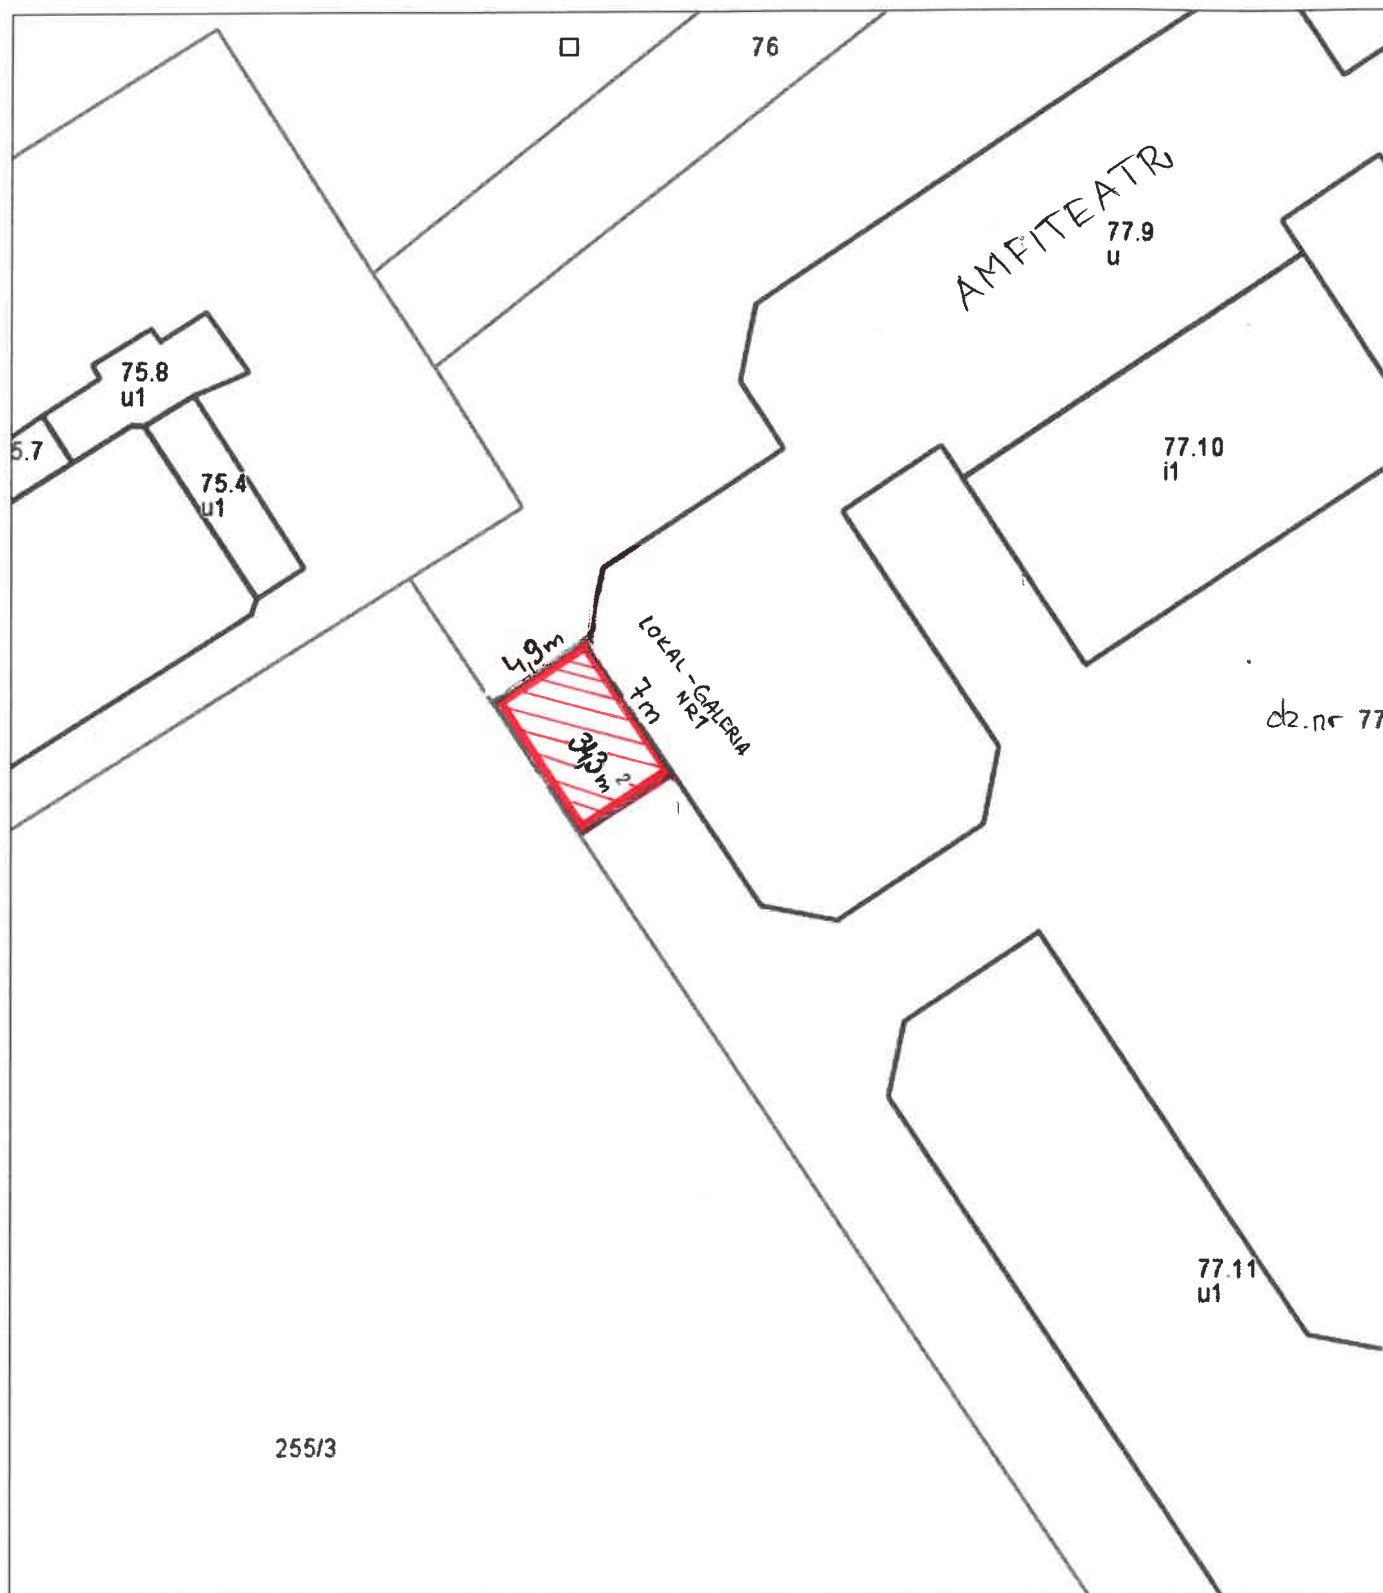 76
AMFITEATR
77.9
u
75.8
u1
5.7
75.4
u1
77.10
i1
4,9m
7m
LOKAL-GALERIA
NR1
34,3m2
dz.nr 77
77.11
u1
255/3